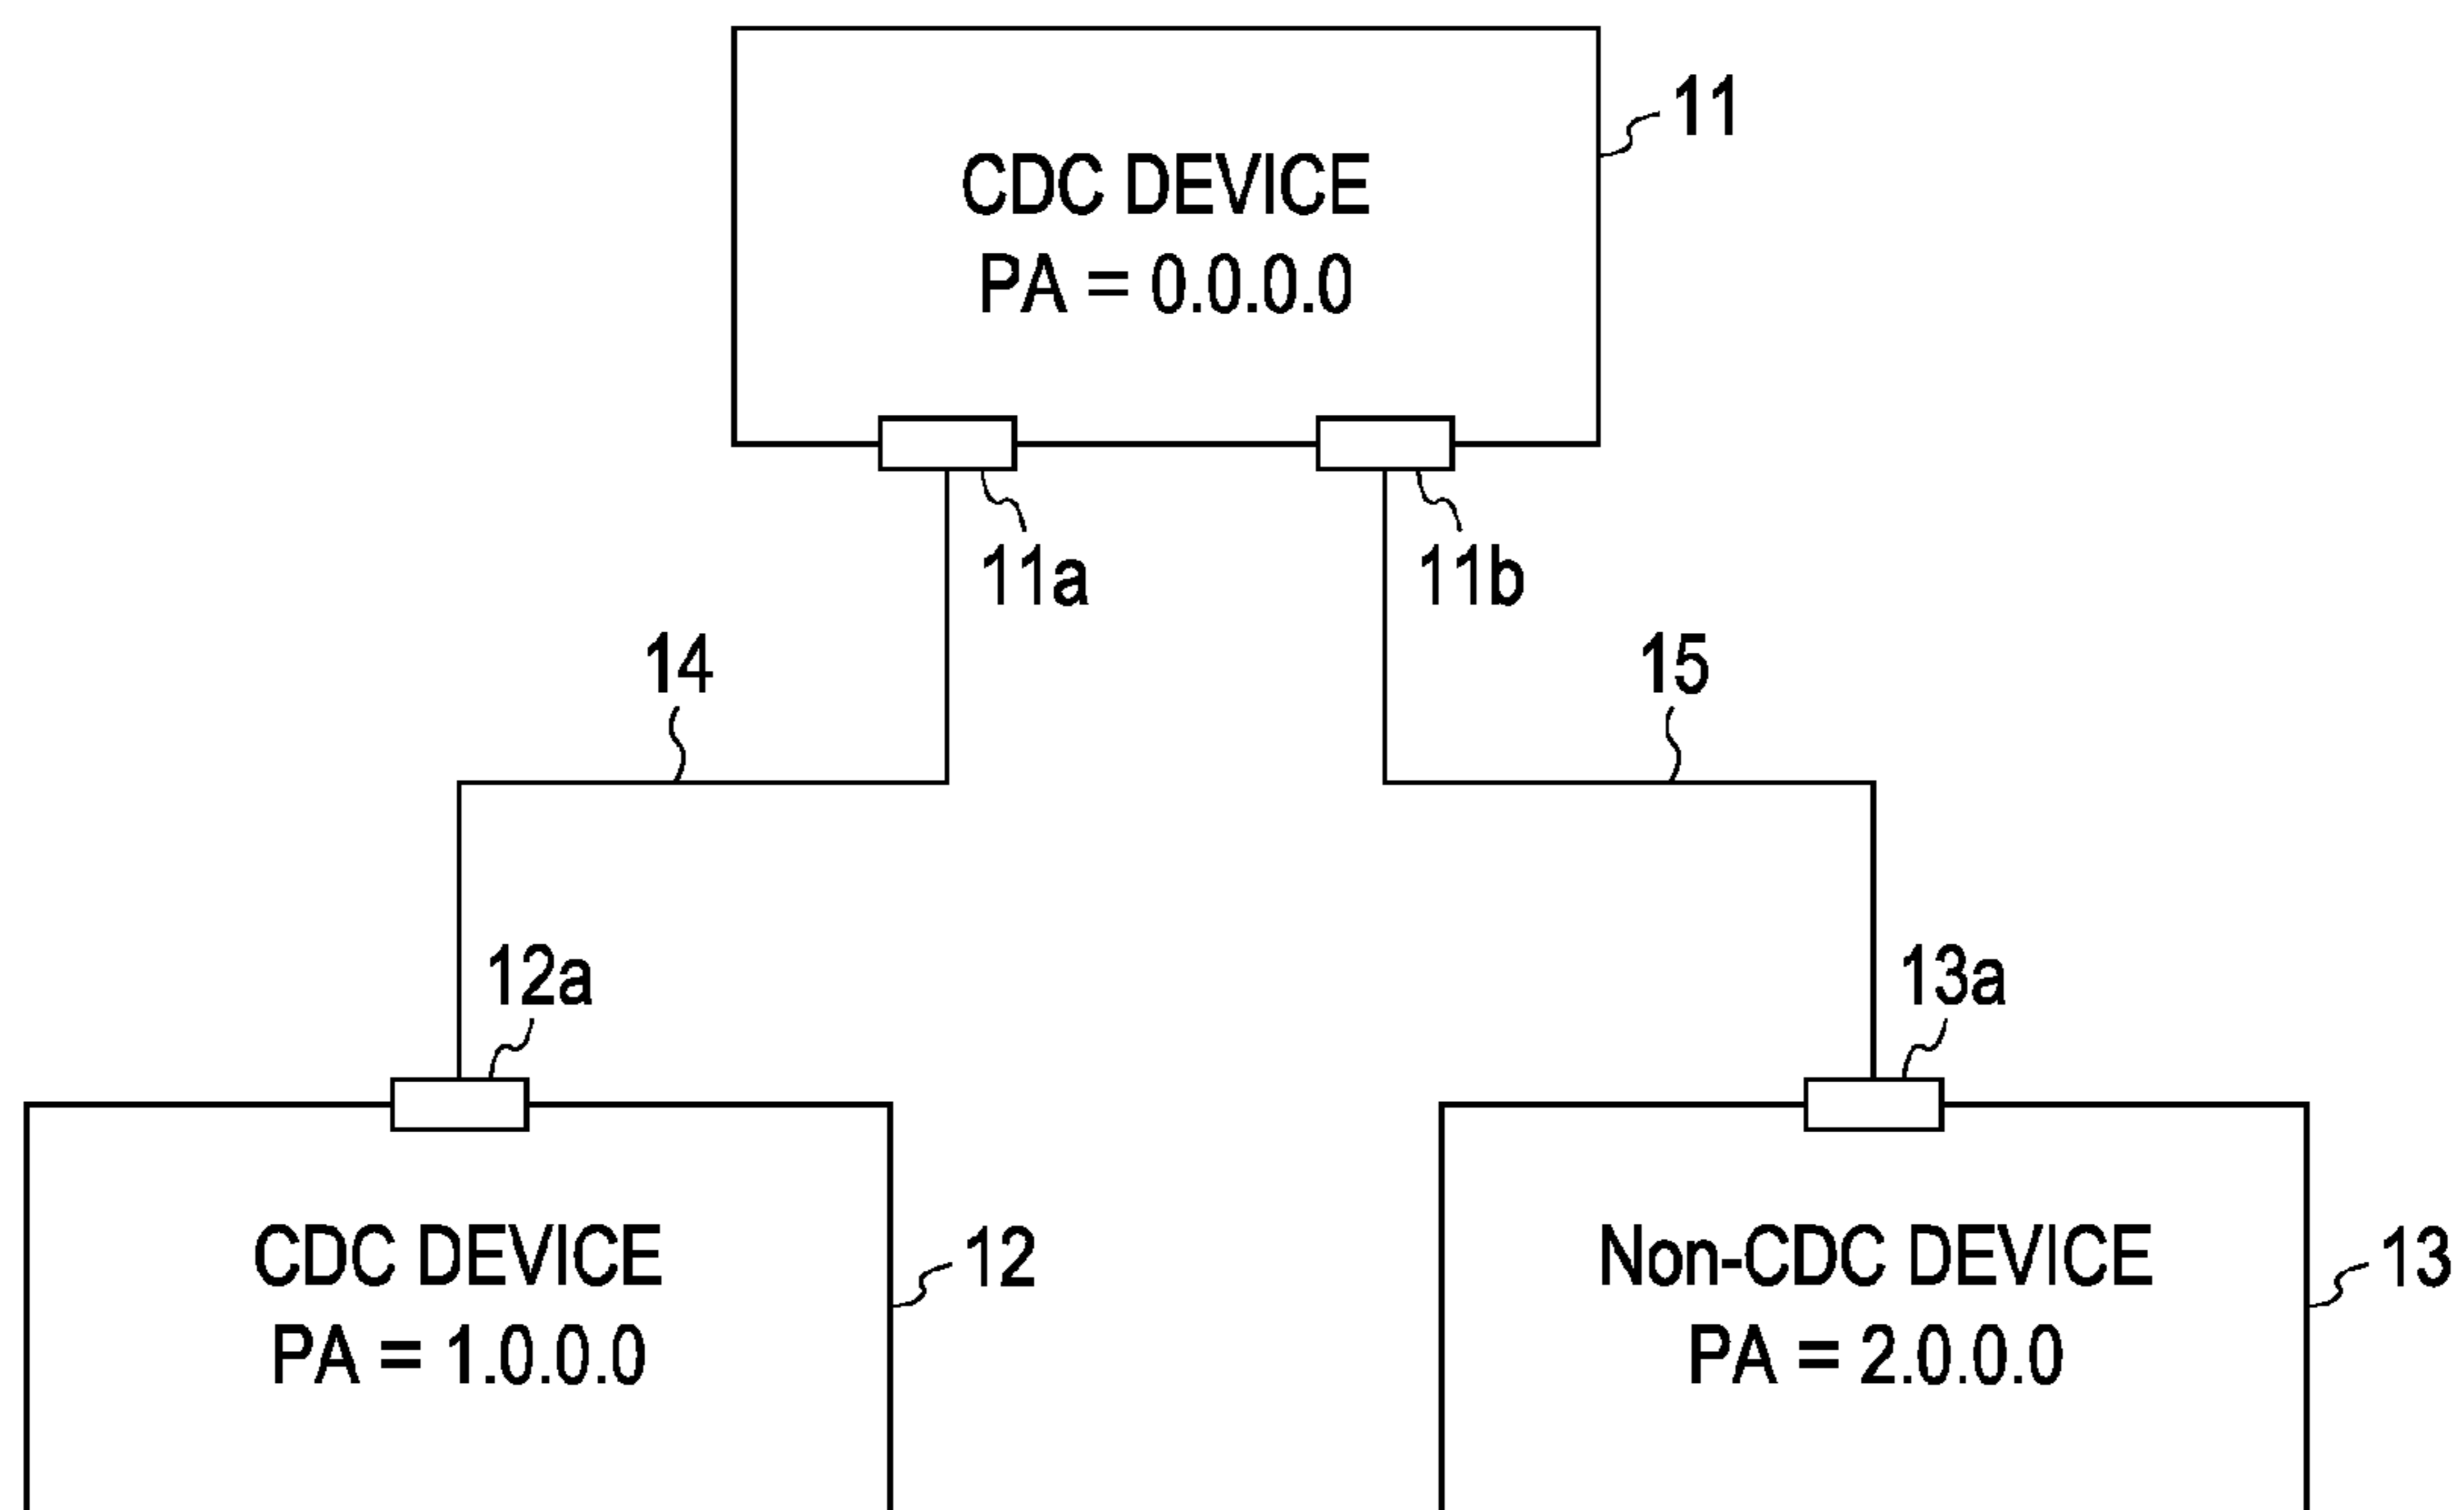 11
CDC DEVICE
PA = 0.0.0.0
11a
11b
14
15
12a
13a
CDC DEVICE
PA = 1.0.0.0
12
Non-CDC DEVICE
PA = 2.0.0.0
13